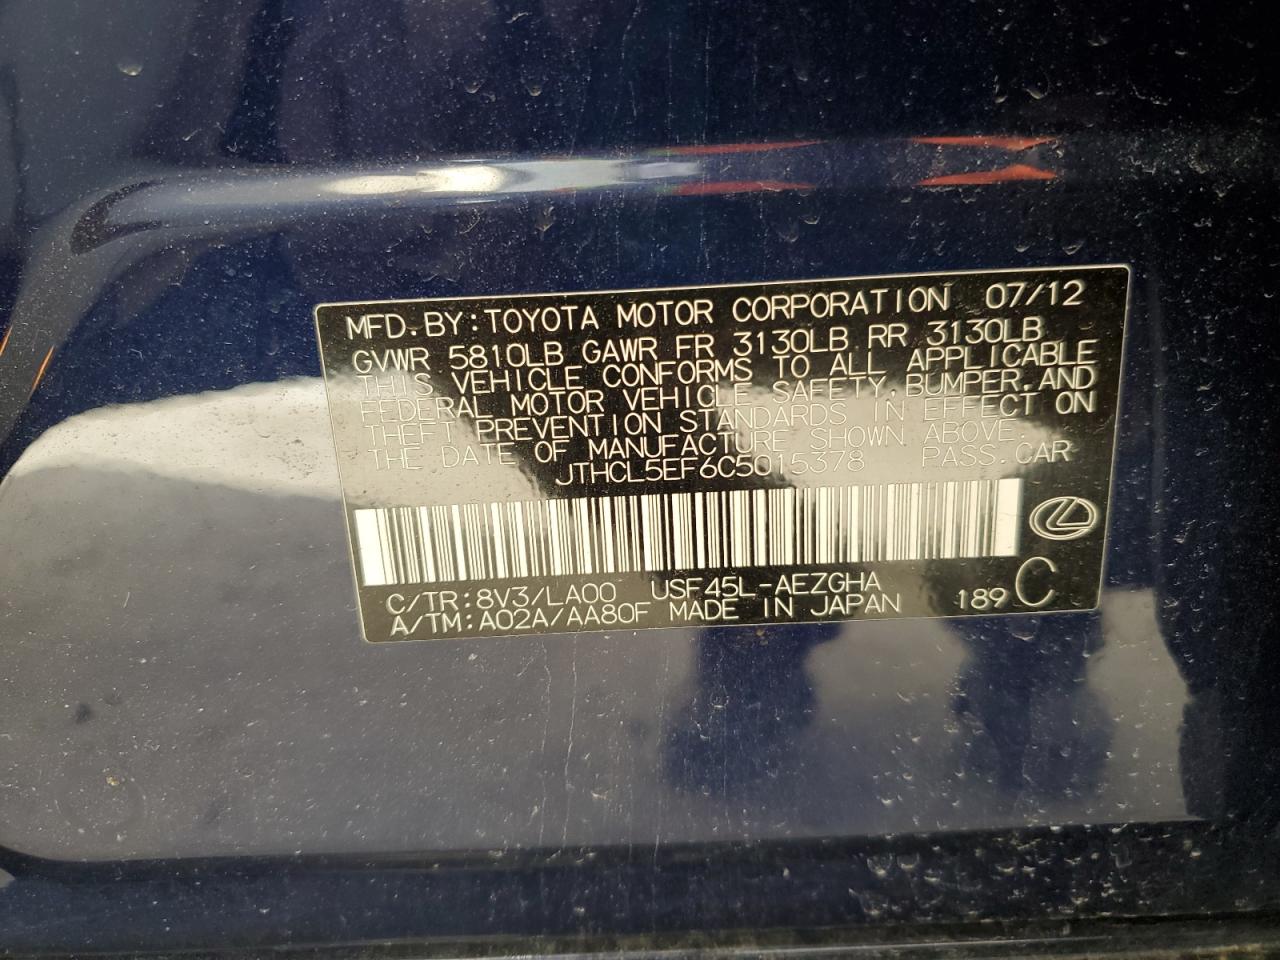 MFD.BY:TOYOTA MOTOR CORPORATION 07/12
GVWR 5810LB GAWR FR 3130LB RR 3130LB
THIS VEHICLE CONFORMS TO ALL APPLICABLE
FEDERAL MOTOR VEHICLE SAFETY,BUMPER,AND
THEFT PREVENTION STANDARDS IN EFFECT ON
THE DATE OF MANUFACTURE SHOWN ABOVE.
JTHCL5EF6C5015378 PASS.CAR
C/TR:8V3/LA00 USF45L-AEZGHA
A/TM:A02A/AA80F MADE IN JAPAN 189 C